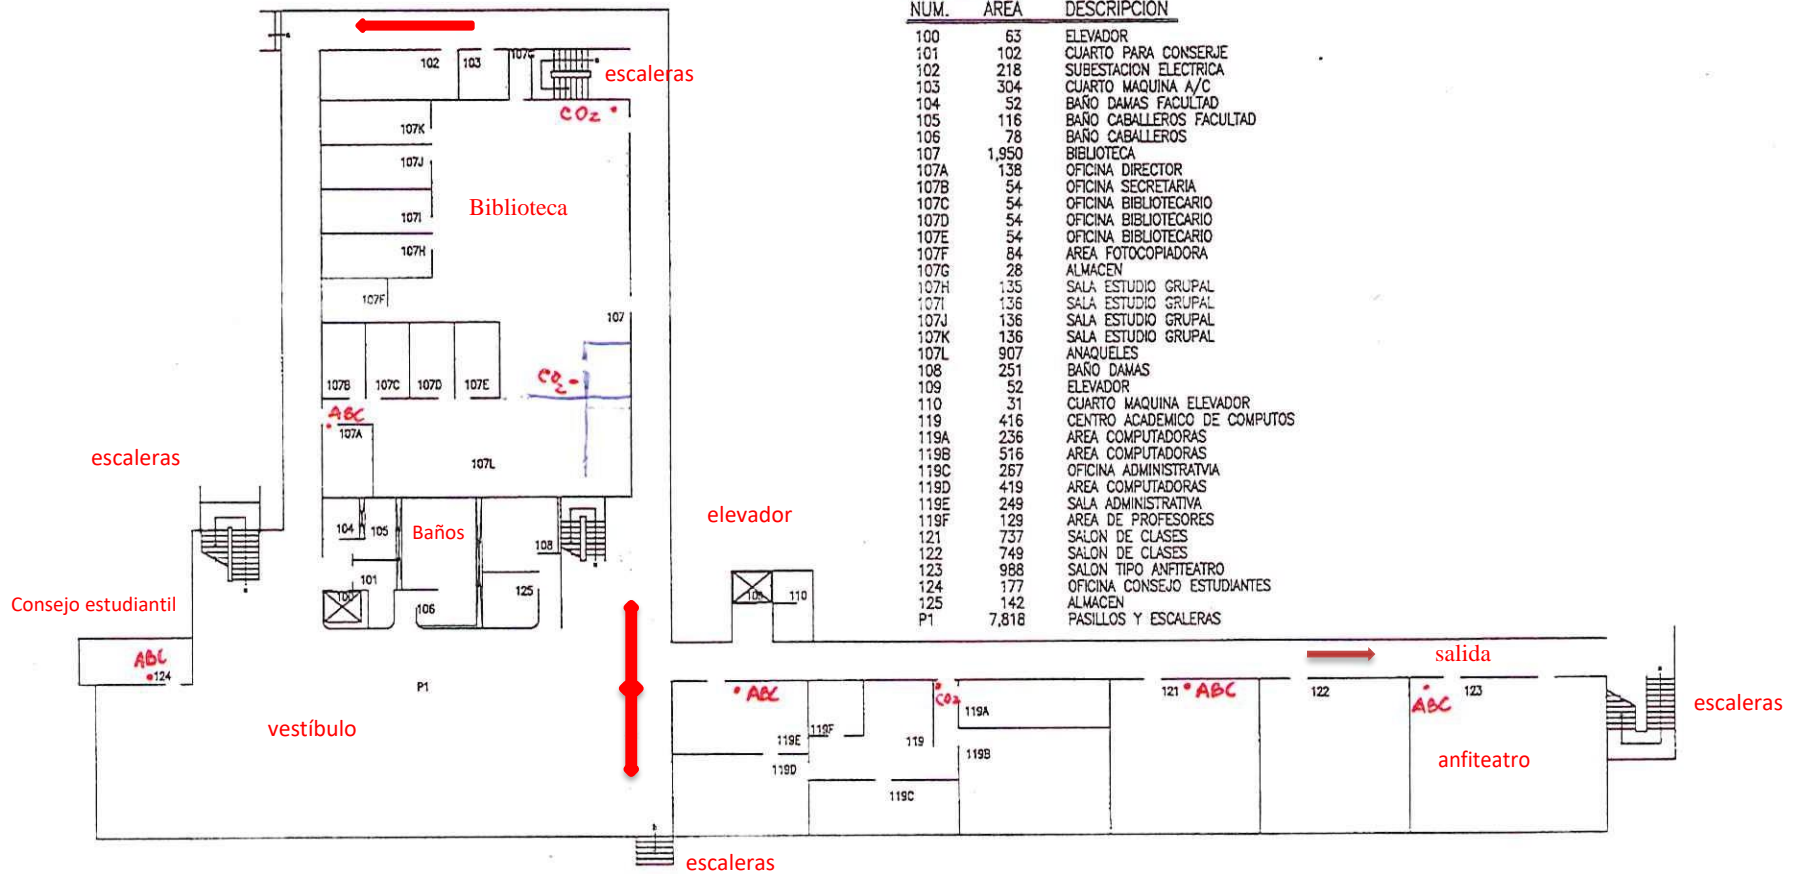 NUM. AREA DESCRIPCION
100 63 ELEVADOR
101 102 CUARTO PARA CONSERJE
102 218 SUBESTACION ELECTRICA
103 304 CUARTO MAQUINA A/C
104 52 BAÑO DAMAS FACULTAD
105 116 BAÑO CABALLEROS FACULTAD
106 78 BAÑO CABALLEROS
107 1,950 BIBLIOTECA
107A 138 OFICINA DIRECTOR
107B 54 OFICINA SECRETARIA
107C 54 OFICINA BIBLIOTECARIO
107D 54 OFICINA BIBLIOTECARIO
107E 54 OFICINA BIBLIOTECARIO
107F 84 AREA FOTOCOPIADORA
107G 28 ALMACEN
107H 135 SALA ESTUDIO GRUPAL
107I 136 SALA ESTUDIO GRUPAL
107J 136 SALA ESTUDIO GRUPAL
107K 136 SALA ESTUDIO GRUPAL
107L 907 ANAQUELES
108 251 BAÑO DAMAS
109 52 ELEVADOR
110 31 CUARTO MAQUINA ELEVADOR
119 416 CENTRO ACADEMICO DE COMPUTOS
119A 236 AREA COMPUTADORAS
119B 516 AREA COMPUTADORAS
119C 267 OFICINA ADMINISTRATVIA
119D 419 AREA COMPUTADORAS
119E 249 SALA ADMINISTRATIVA
119F 129 AREA DE PROFESORES
121 737 SALON DE CLASES
122 749 SALON DE CLASES
123 988 SALON TIPO ANFITEATRO
124 177 OFICINA CONSEJO ESTUDIANTES
125 142 ALMACEN
P1 7,818 PASILLOS Y ESCALERAS
102 103 107G
escaleras
CO2
107K
107J
Biblioteca
107I
107H
107F
107
107B 107C 107D 107E
CO2
ABC
107A
107L
escaleras
elevador
104 105 Baños 108
101
100 106 125
109 110
Consejo estudiantil
ABC
124
P1
vestíbulo
salida
ABC
CO2
119A
121 ABC
122
ABC
123
escaleras
119F
119E
119
119B
119D
119C
anfiteatro
escaleras